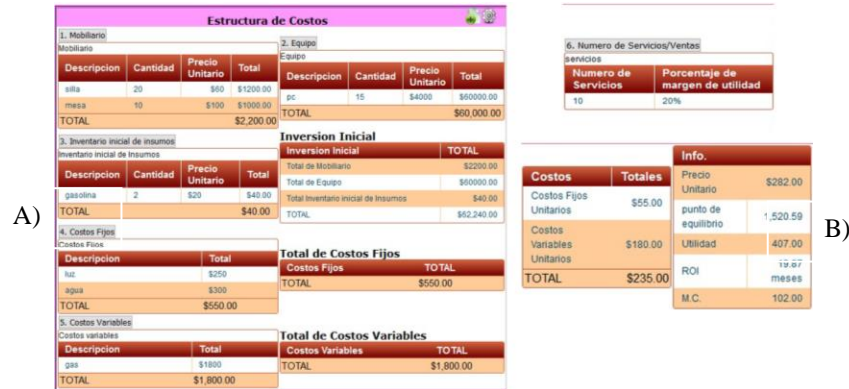 Estructura de Costos
1. Mobiliario
Mobiliario
Descripcion Cantidad Precio Unitario Total
silla 20 $60 $1200.00
mesa 10 $100 $1000.00
TOTAL $2,200.00
2. Equipo
Equipo
Descripcion Cantidad Precio Unitario Total
pc 15 $4000 $60000.00
TOTAL $60,000.00
3. Inventario inicial de insumos
Inventario inicial de Insumos
Descripcion Cantidad Precio Unitario Total
gasolina 2 $20 $40.00
TOTAL $40.00
Inversion Inicial
Inversion Inicial TOTAL
Total de Mobiliario $2200.00
Total de Equipo $60000.00
Total Inventario inicial de Insumos $40.00
TOTAL $62,240.00
4. Costos Fijos
Costos Fijos
Descripcion Total
luz $250
agua $300
TOTAL $550.00
Total de Costos Fijos
Costos Fijos TOTAL
TOTAL $550.00
5. Costos Variables
Costos variables
Descripcion Total
gas $1800
TOTAL $1,800.00
Total de Costos Variables
Costos Variables TOTAL
TOTAL $1,800.00
A)
6. Numero de Servicios/Ventas
servicios
Numero de Servicios Porcentaje de margen de utilidad
10 20%
Costos Totales
Costos Fijos Unitarios $55.00
Costos Variables Unitarios $180.00
TOTAL $235.00
Info.
Precio Unitario $282.00
punto de equilibrio 1,520.59
Utilidad 407.00
ROI 19.87 meses
M.C. 102.00
B)